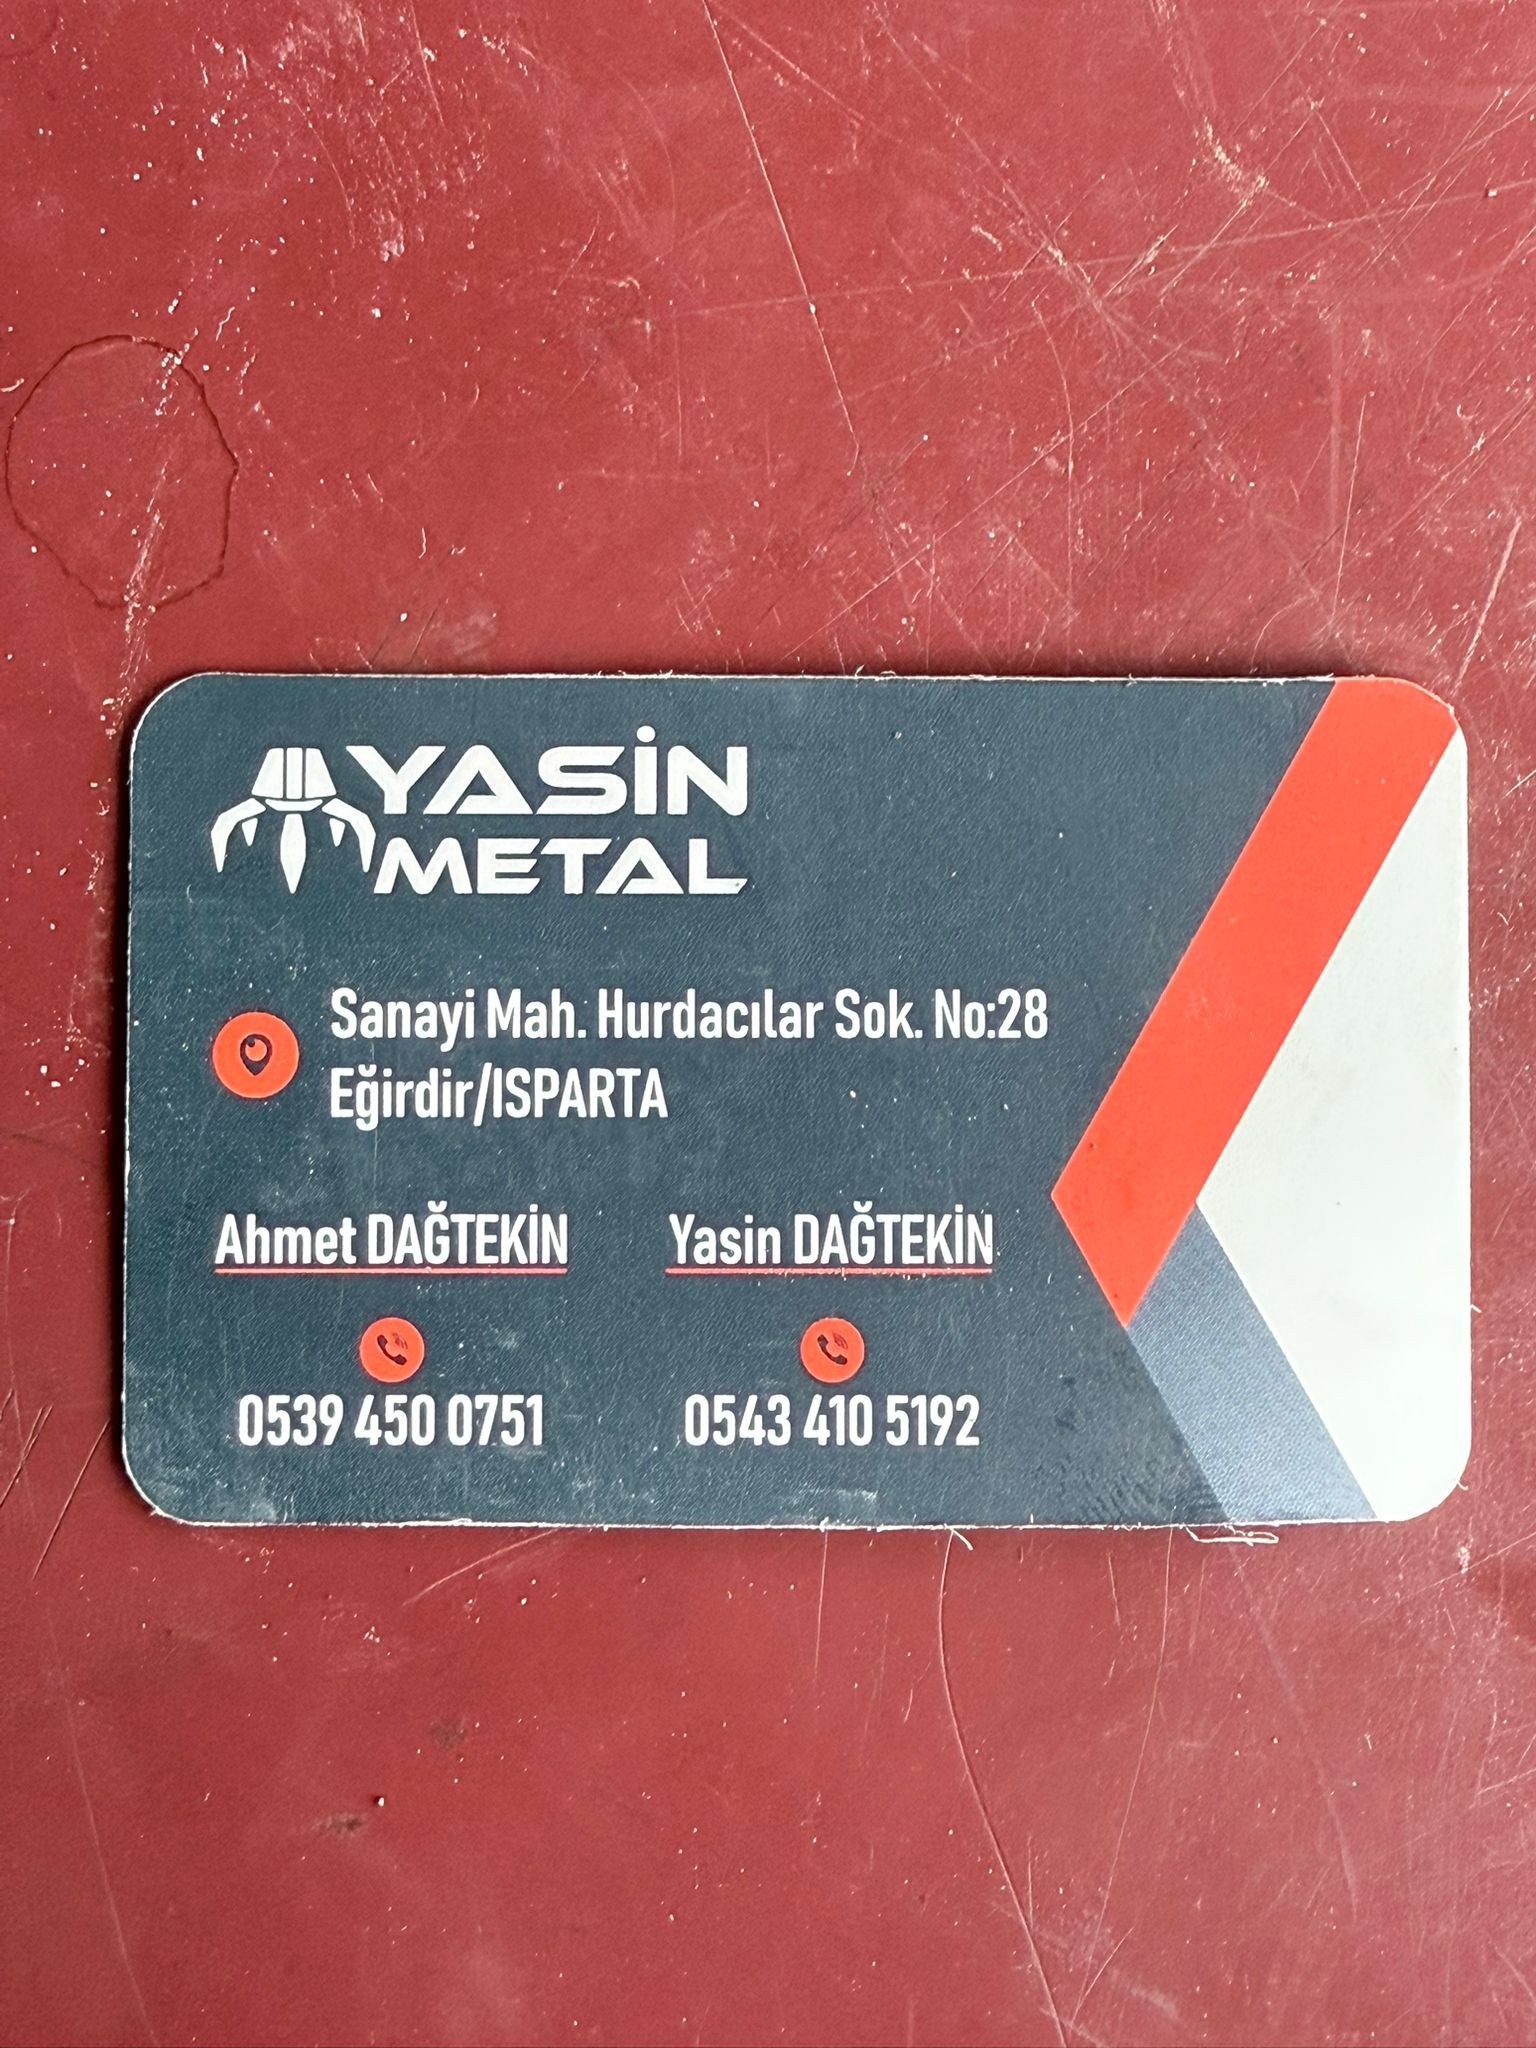 YASİN
METAL
Sanayi Mah. Hurdacılar Sok. No:28
Eğirdir/ISPARTA
Ahmet DAĞTEKİN
Yasin DAĞTEKİN
0539 450 0751
0543 410 5192